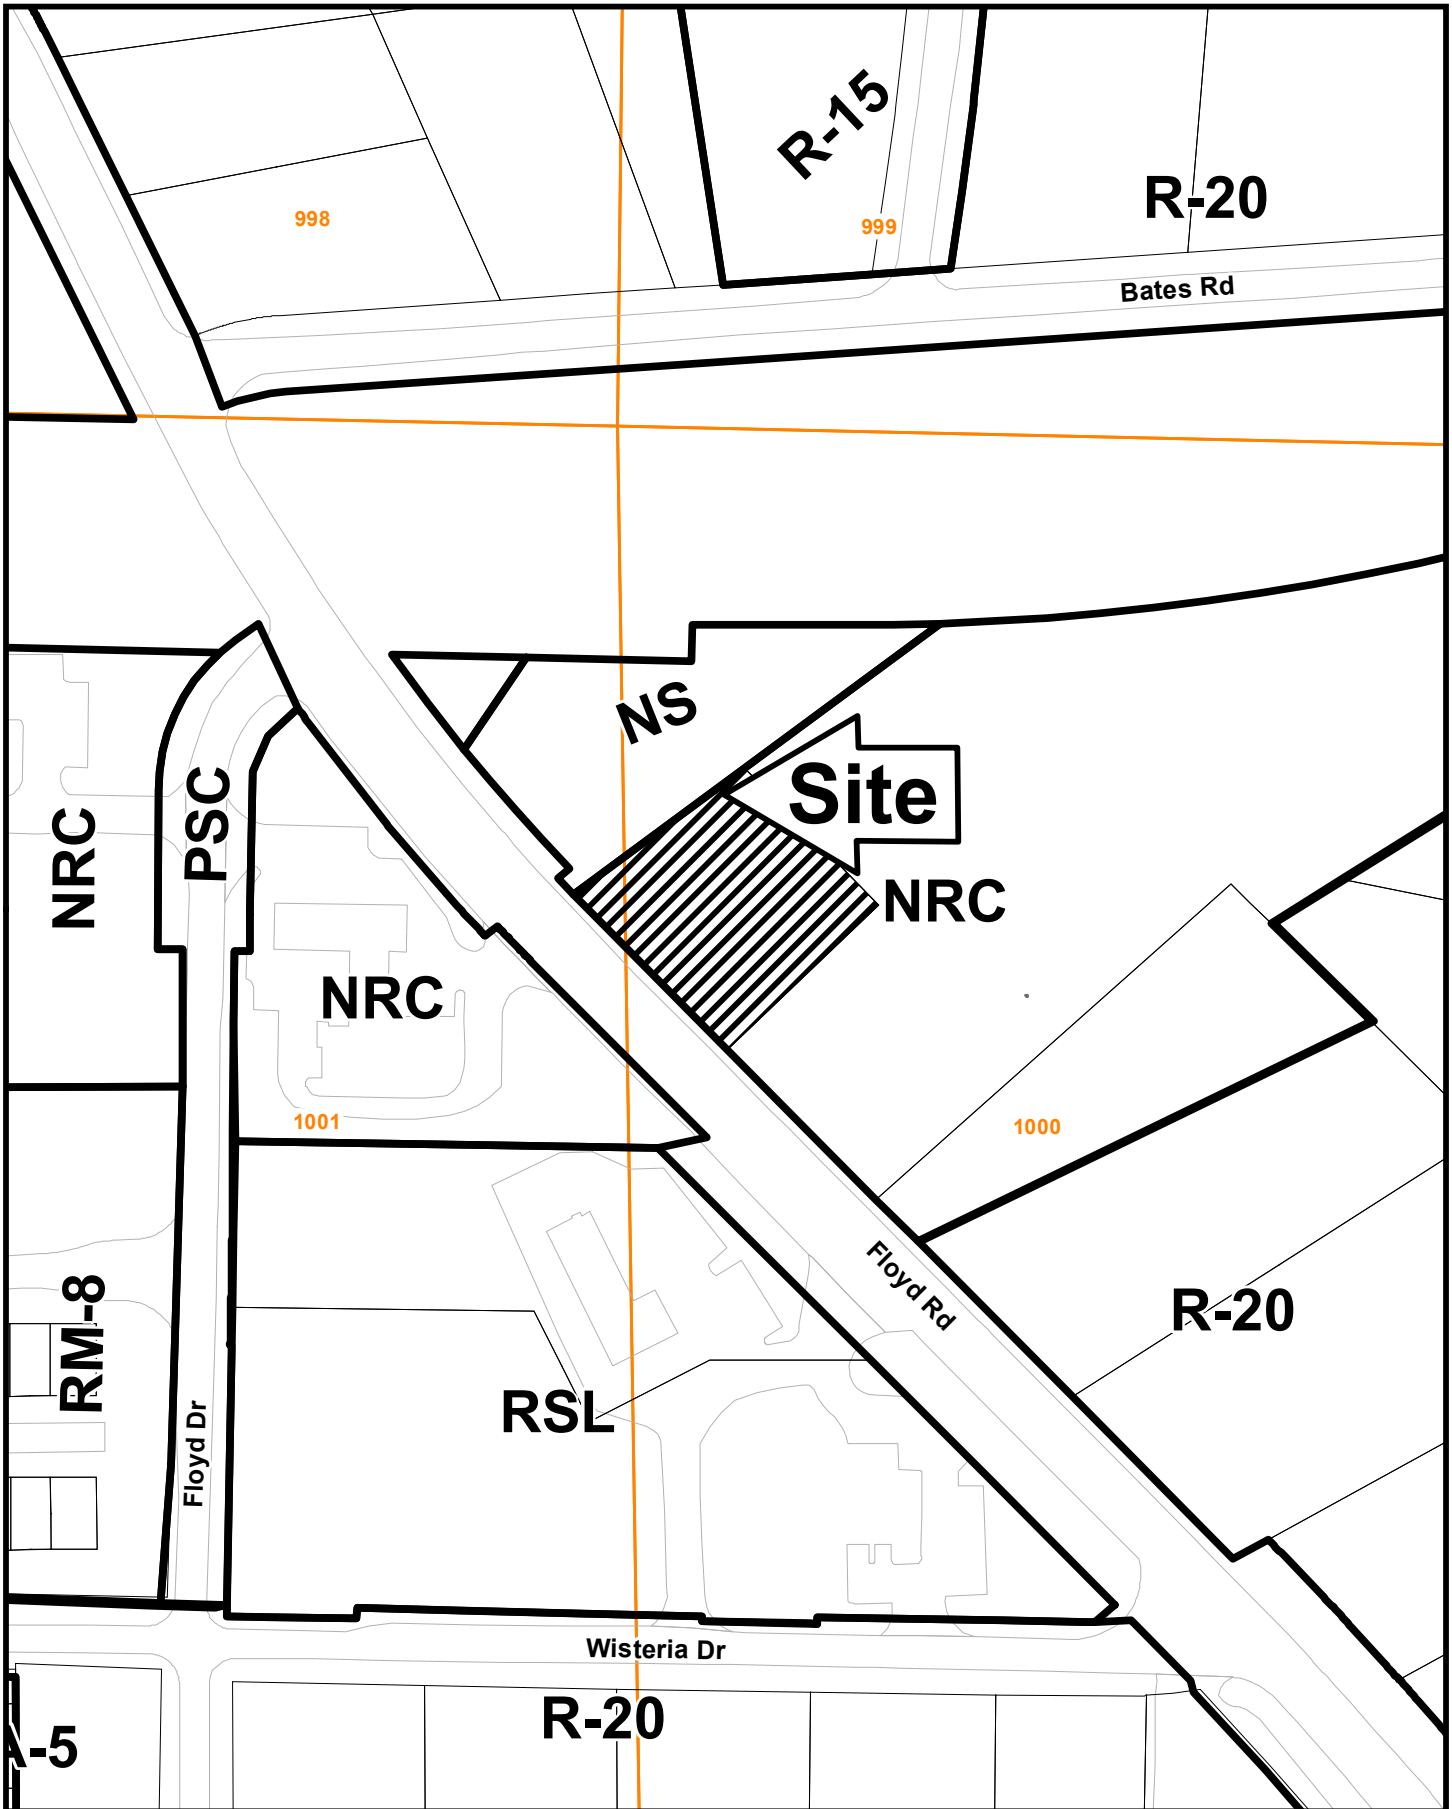 R-15
R-20
998
999
Bates Rd
NS
Site
PSC
NRC
NRC
NRC
1001
1000
Floyd Rd
RM-8
R-20
RSL
Floyd Dr
Wisteria Dr
R-20
A-5